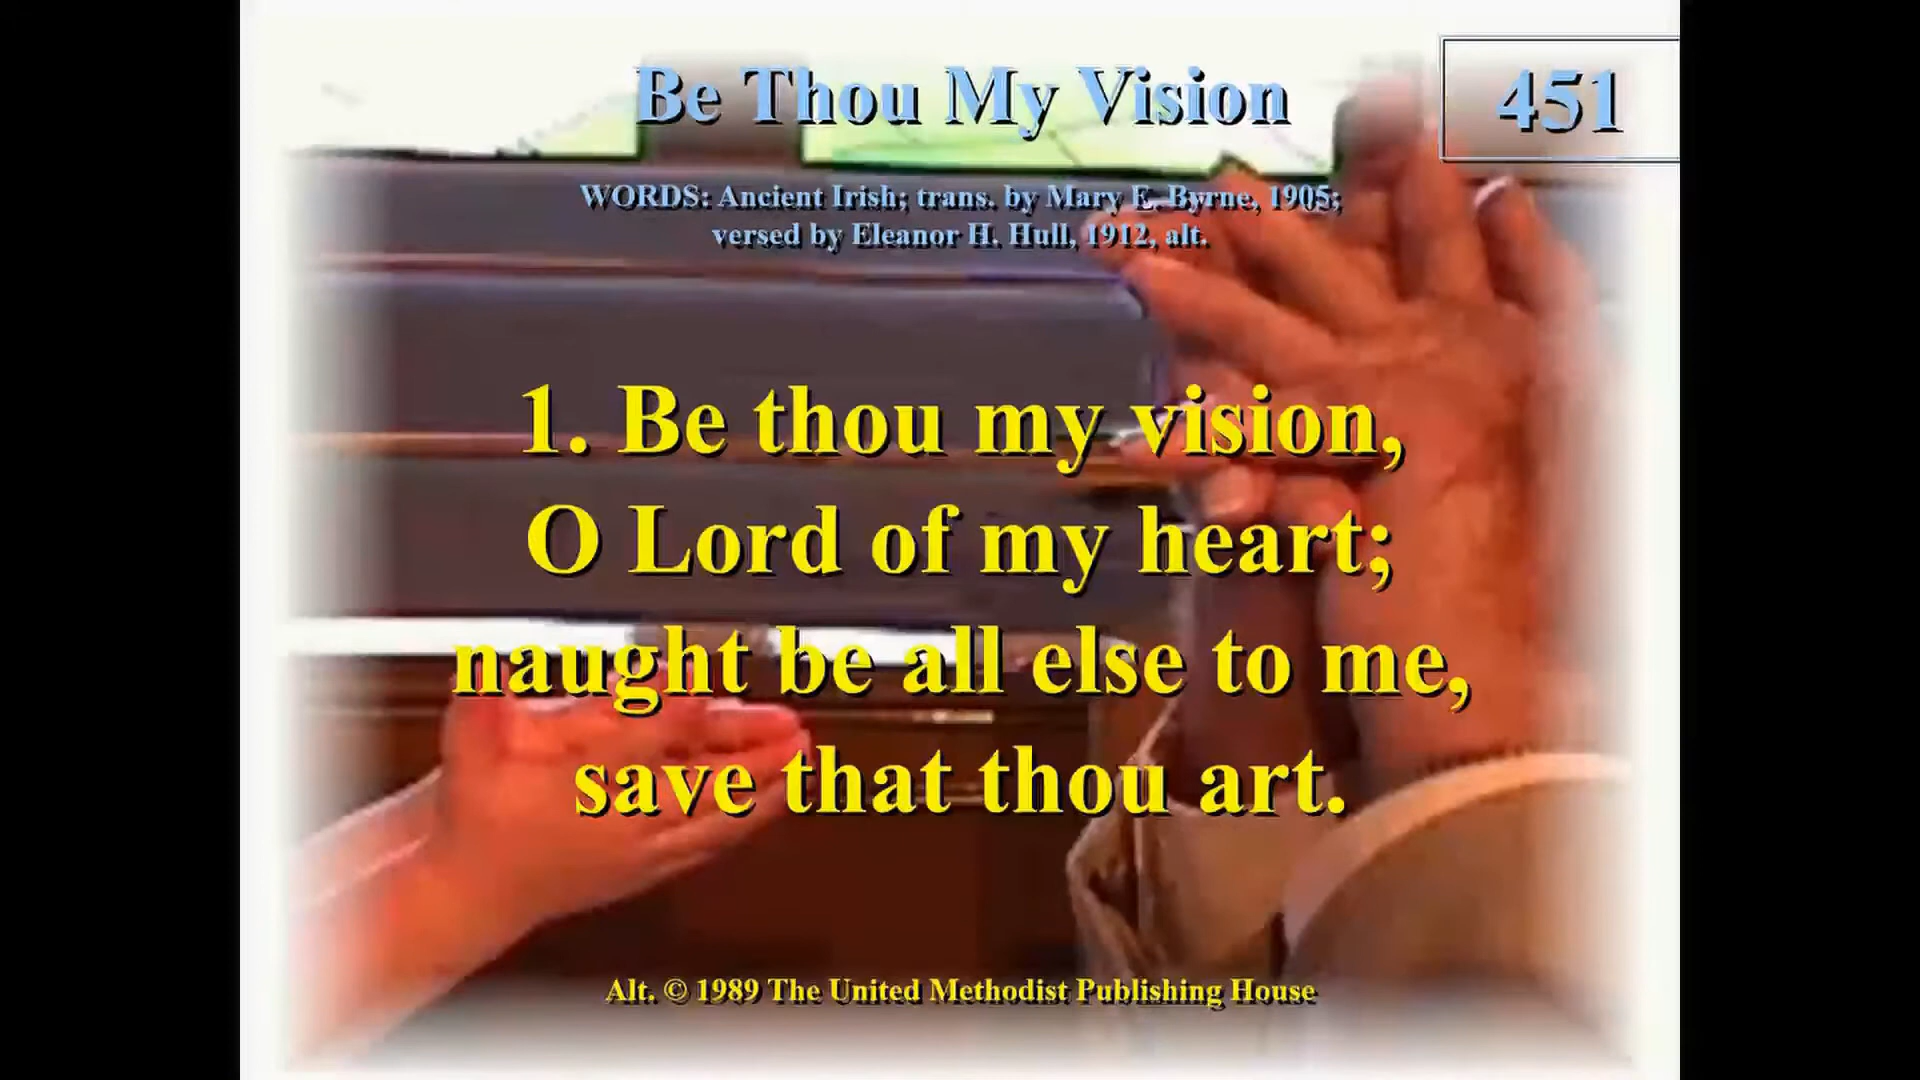 Be Thou My Vision
451
WORDS: Ancient Irish; trans. by Mary E. Byrne, 1905;
versed by Eleanor H. Hull, 1912, alt.
1. Be thou my vision,
O Lord of my heart;
naught be all else to me,
save that thou art.
Alt. © 1989 The United Methodist Publishing House